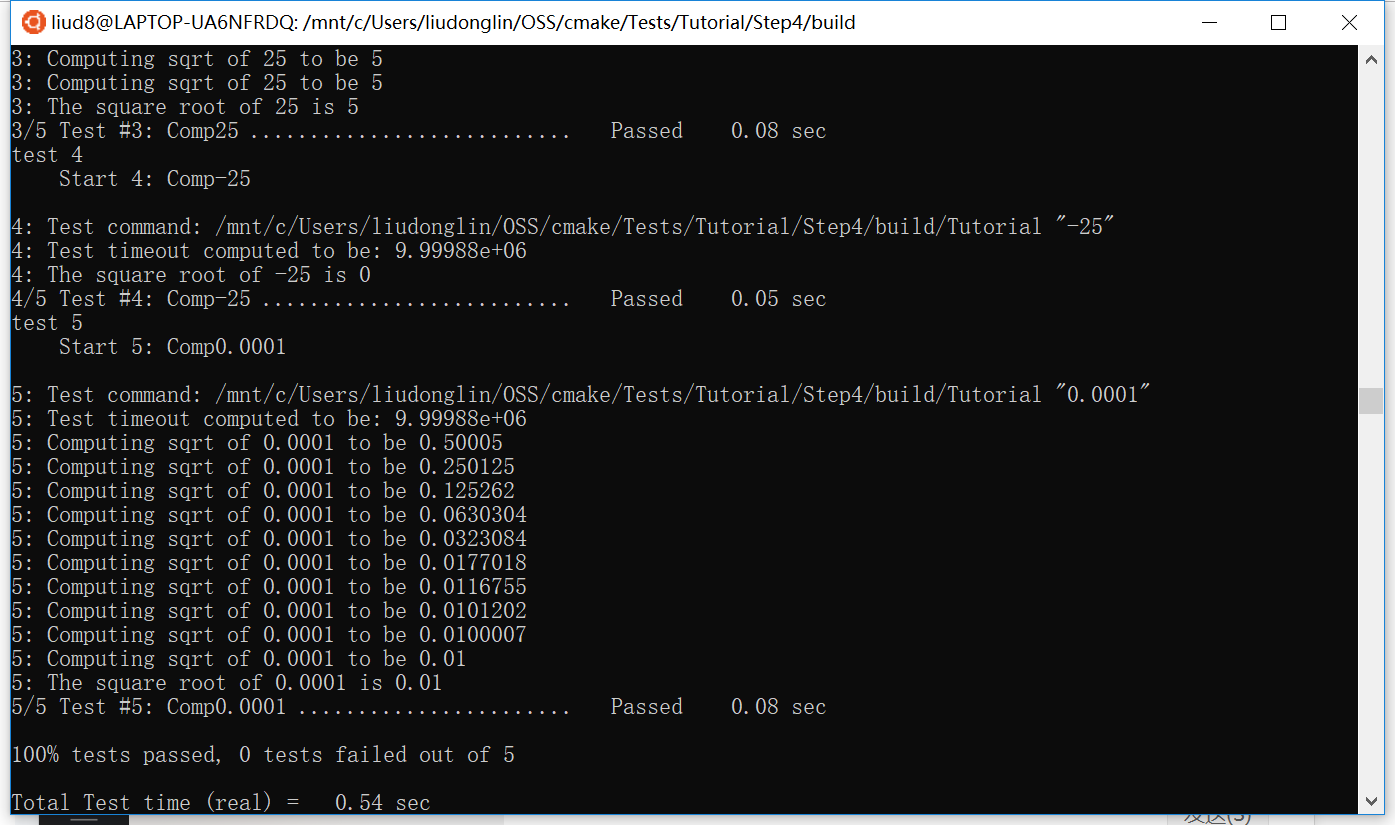 liud8@LAPTOP-UA6NFRDQ: /mnt/c/Users/liudonglin/OSS/cmake/Tests/Tutorial/Step4/build
3: Computing sqrt of 25 to be 5
3: Computing sqrt of 25 to be 5
3: The square root of 25 is 5
3/5 Test #3: Comp25 ...........................   Passed    0.08 sec
test 4
    Start 4: Comp-25

4: Test command: /mnt/c/Users/liudonglin/OSS/cmake/Tests/Tutorial/Step4/build/Tutorial "-25"
4: Test timeout computed to be: 9.99988e+06
4: The square root of -25 is 0
4/5 Test #4: Comp-25 ..........................   Passed    0.05 sec
test 5
    Start 5: Comp0.0001

5: Test command: /mnt/c/Users/liudonglin/OSS/cmake/Tests/Tutorial/Step4/build/Tutorial "0.0001"
5: Test timeout computed to be: 9.99988e+06
5: Computing sqrt of 0.0001 to be 0.50005
5: Computing sqrt of 0.0001 to be 0.250125
5: Computing sqrt of 0.0001 to be 0.125262
5: Computing sqrt of 0.0001 to be 0.0630304
5: Computing sqrt of 0.0001 to be 0.0323084
5: Computing sqrt of 0.0001 to be 0.0177018
5: Computing sqrt of 0.0001 to be 0.0116755
5: Computing sqrt of 0.0001 to be 0.0101202
5: Computing sqrt of 0.0001 to be 0.0100007
5: Computing sqrt of 0.0001 to be 0.01
5: The square root of 0.0001 is 0.01
5/5 Test #5: Comp0.0001 .......................   Passed    0.08 sec

100% tests passed, 0 tests failed out of 5

Total Test time (real) =   0.54 sec
发送(S)